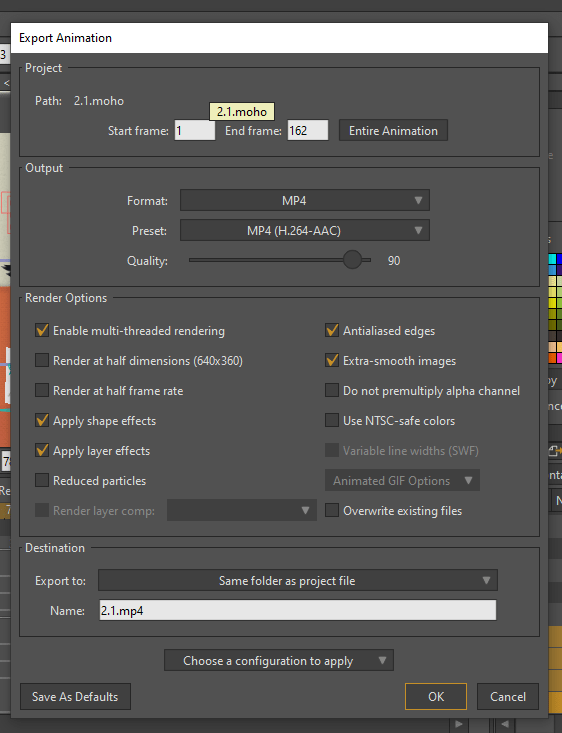 Export Animation
Project
Path: 2.1.moho
2.1.moho
Start frame: 1 End frame: 162 Entire Animation
Output
Format: MP4
Preset: MP4 (H.264-AAC)
Quality: 90
Render Options
Enable multi-threaded rendering
Antialiased edges
Render at half dimensions (640x360)
Extra-smooth images
Render at half frame rate
Do not premultiply alpha channel
Apply shape effects
Use NTSC-safe colors
Apply layer effects
Variable line widths (SWF)
Reduced particles
Animated GIF Options
Render layer comp:
Overwrite existing files
Destination
Export to: Same folder as project file
Name: 2.1.mp4
Choose a configuration to apply
Save As Defaults OK Cancel